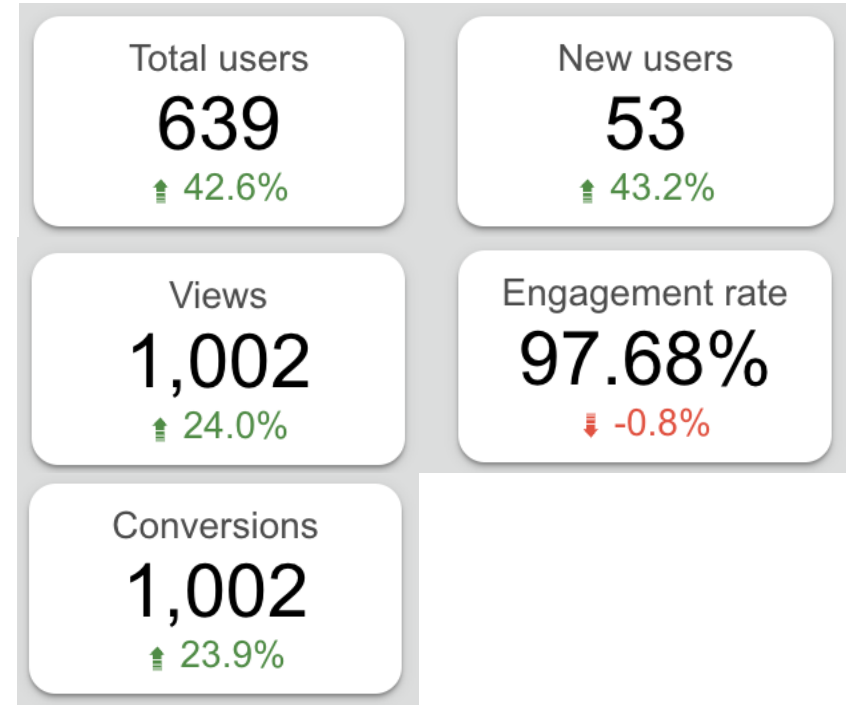 Total users
639
42.6%
New users
53
43.2%
Views
1,002
24.0%
Engagement rate
97.68%
-0.8%
Conversions
1,002
23.9%